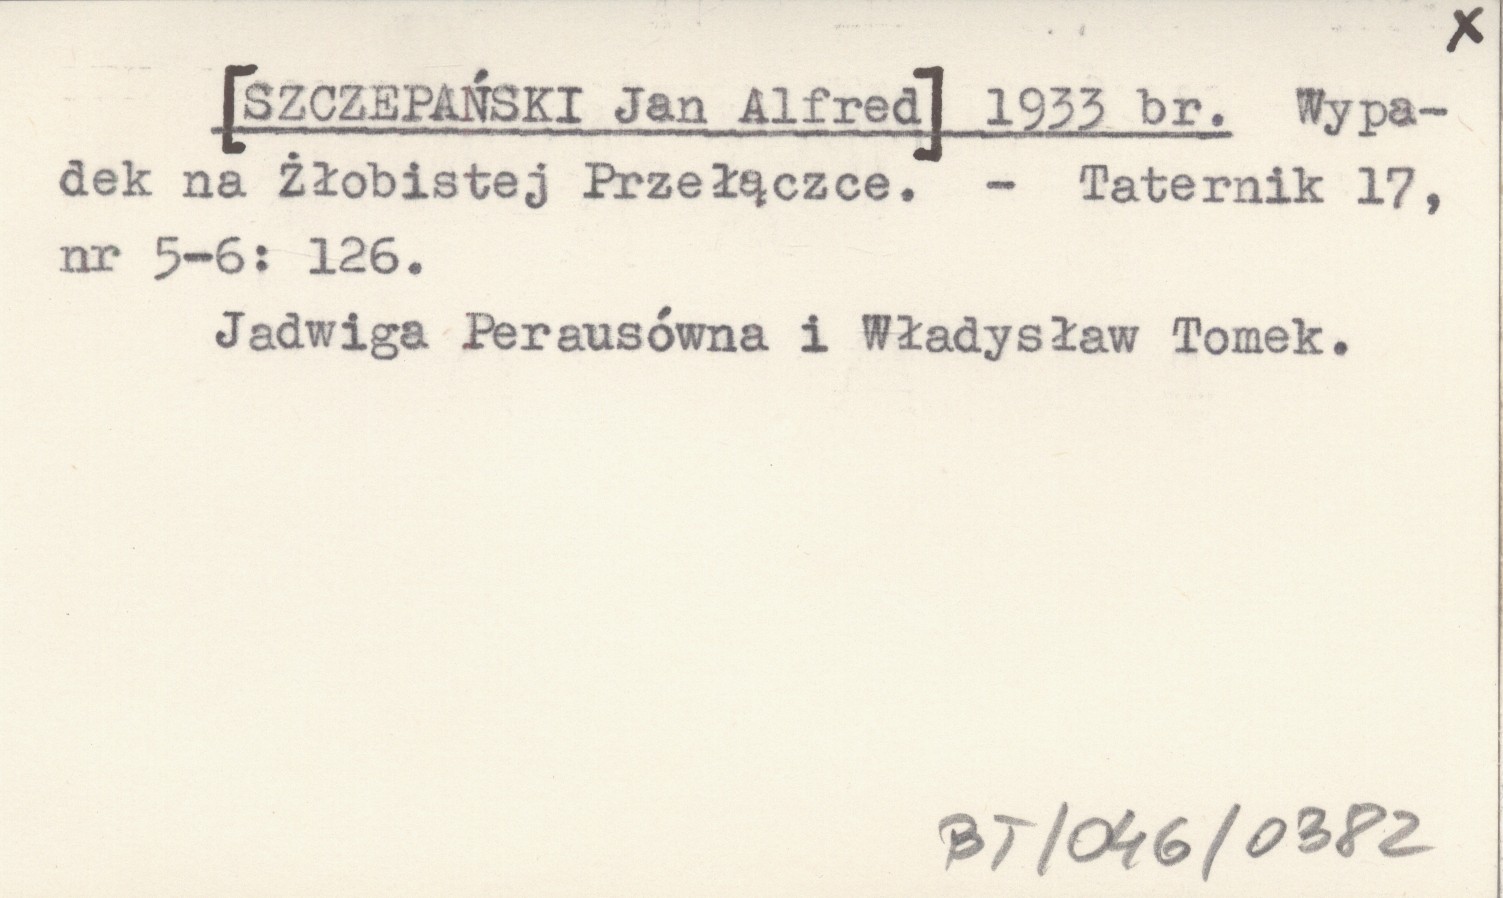 x
[SZCZEPAŃSKI Jan Alfred] 1933 br. Wypa-
dek na Żłobistej Przełączce. - Taternik 17,
nr 5-6: 126.
Jadwiga Perausówna i Władysław Tomek.
BT/046/0382